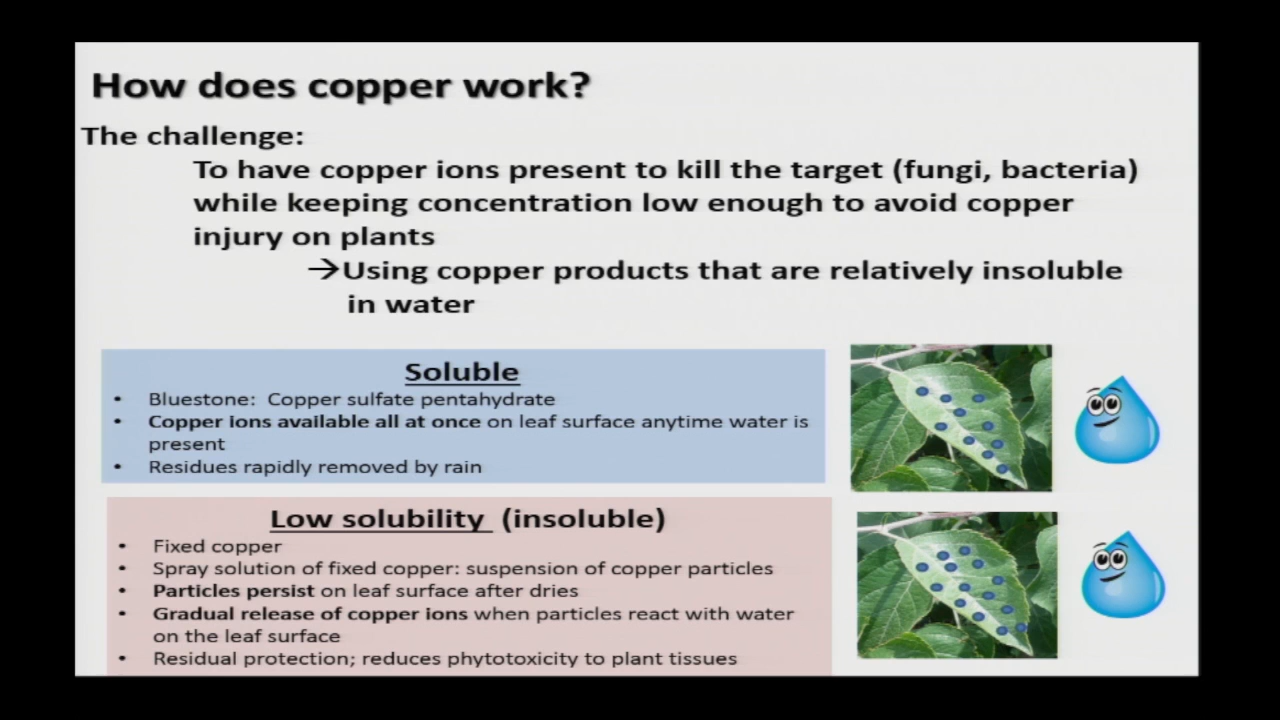 How does copper work?
The challenge:
To have copper ions present to kill the target (fungi, bacteria)
while keeping concentration low enough to avoid copper
injury on plants
→Using copper products that are relatively insoluble
in water
Soluble
• Bluestone: Copper sulfate pentahydrate
• Copper ions available all at once on leaf surface anytime water is
present
• Residues rapidly removed by rain
Low solubility (insoluble)
• Fixed copper
• Spray solution of fixed copper: suspension of copper particles
• Particles persist on leaf surface after dries
• Gradual release of copper ions when particles react with water
on the leaf surface
• Residual protection; reduces phytotoxicity to plant tissues